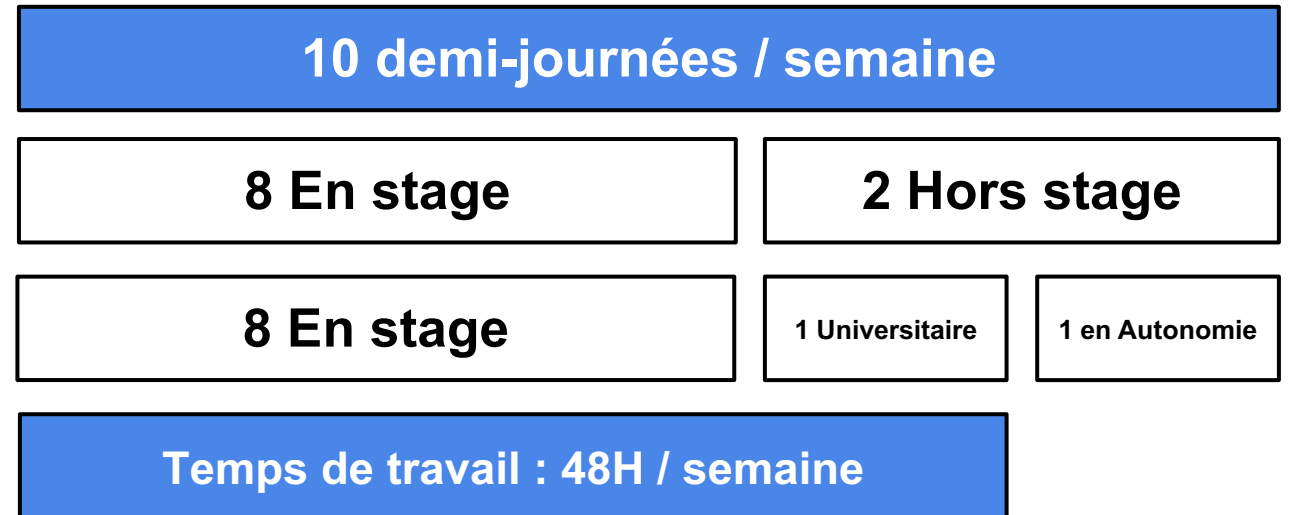 10 demi-journées / semaine
8 En stage
2 Hors stage
8 En stage
1 Universitaire
1 en Autonomie
Temps de travail : 48H / semaine